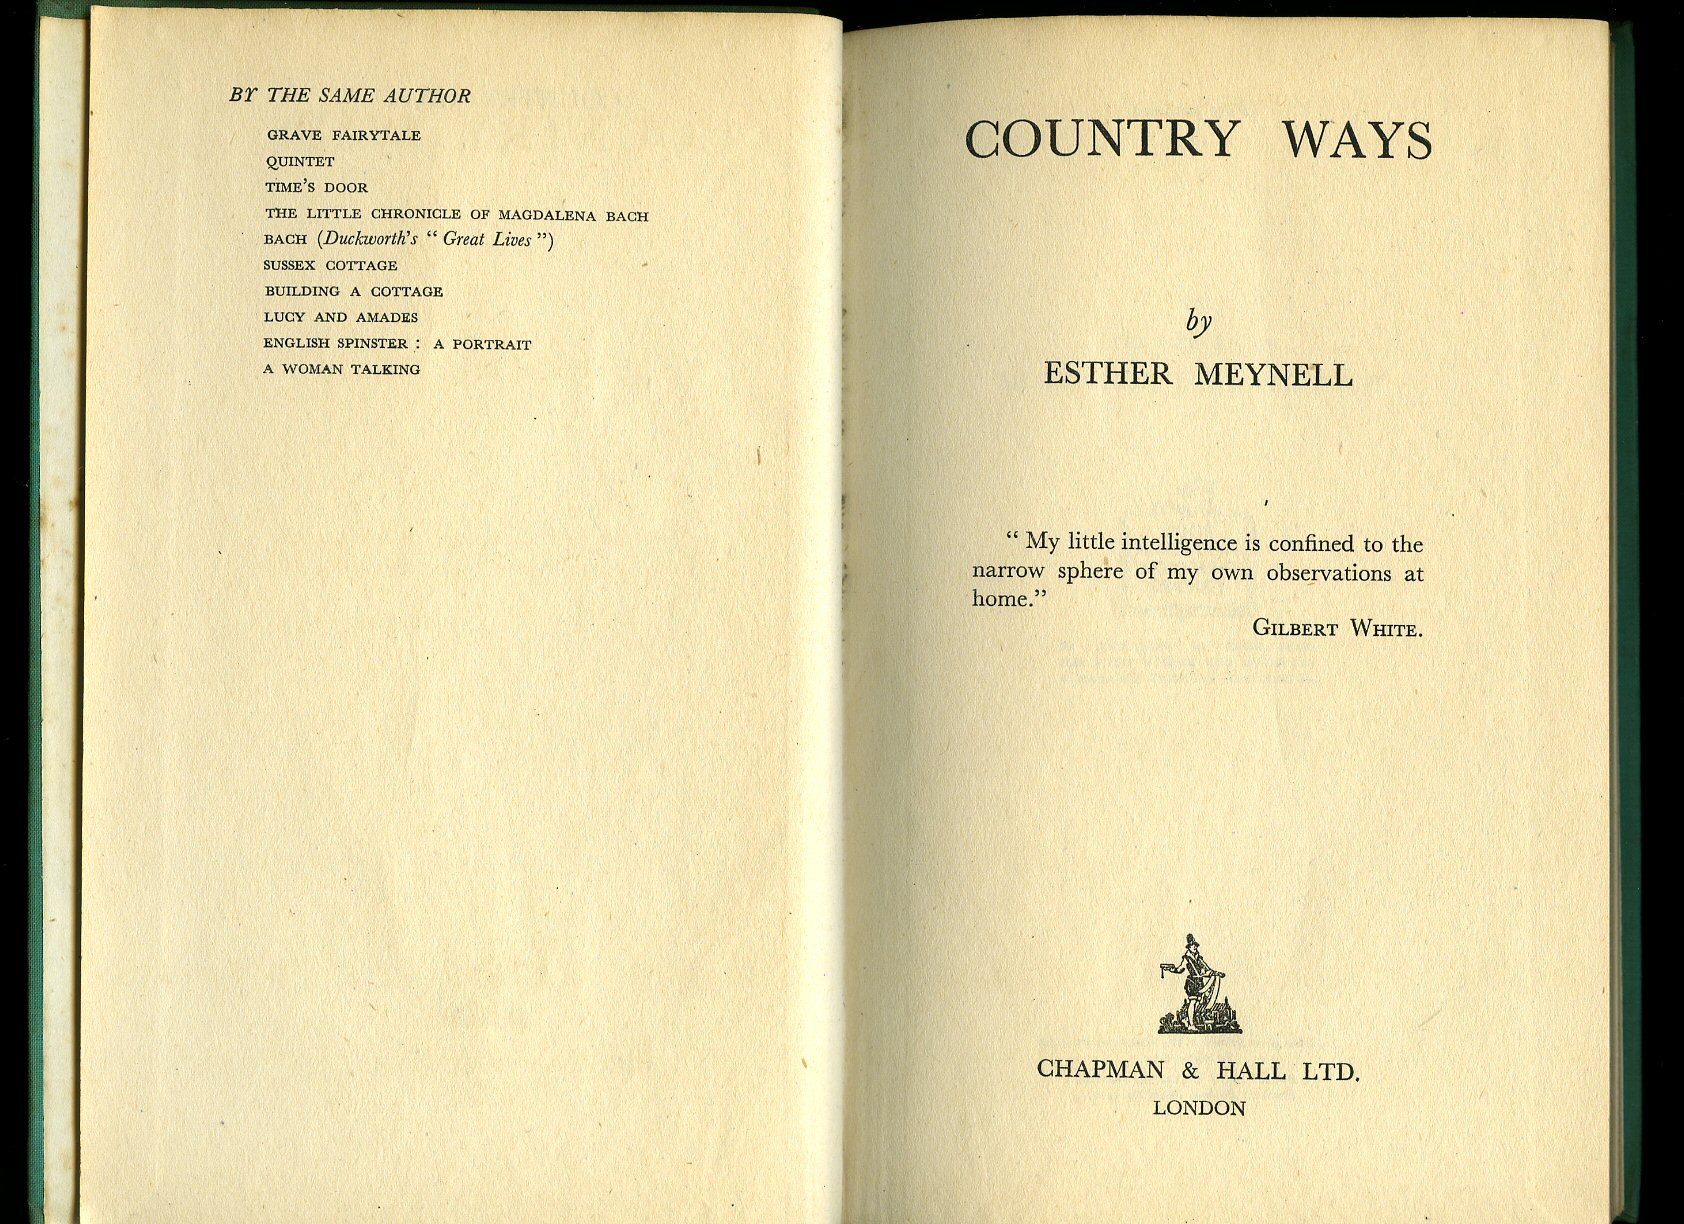 BY THE SAME AUTHOR
GRAVE FAIRYTALE
QUINTET
TIME'S DOOR
THE LITTLE CHRONICLE OF MAGDALENA BACH
BACH (Duckworth's “ Great Lives ”)
SUSSEX COTTAGE
BUILDING A COTTAGE
LUCY AND AMADES
ENGLISH SPINSTER : A PORTRAIT
A WOMAN TALKING
COUNTRY WAYS
by
ESTHER MEYNELL
“ My little intelligence is confined to the
narrow sphere of my own observations at
home.”
GILBERT WHITE.
CHAPMAN & HALL LTD.
LONDON